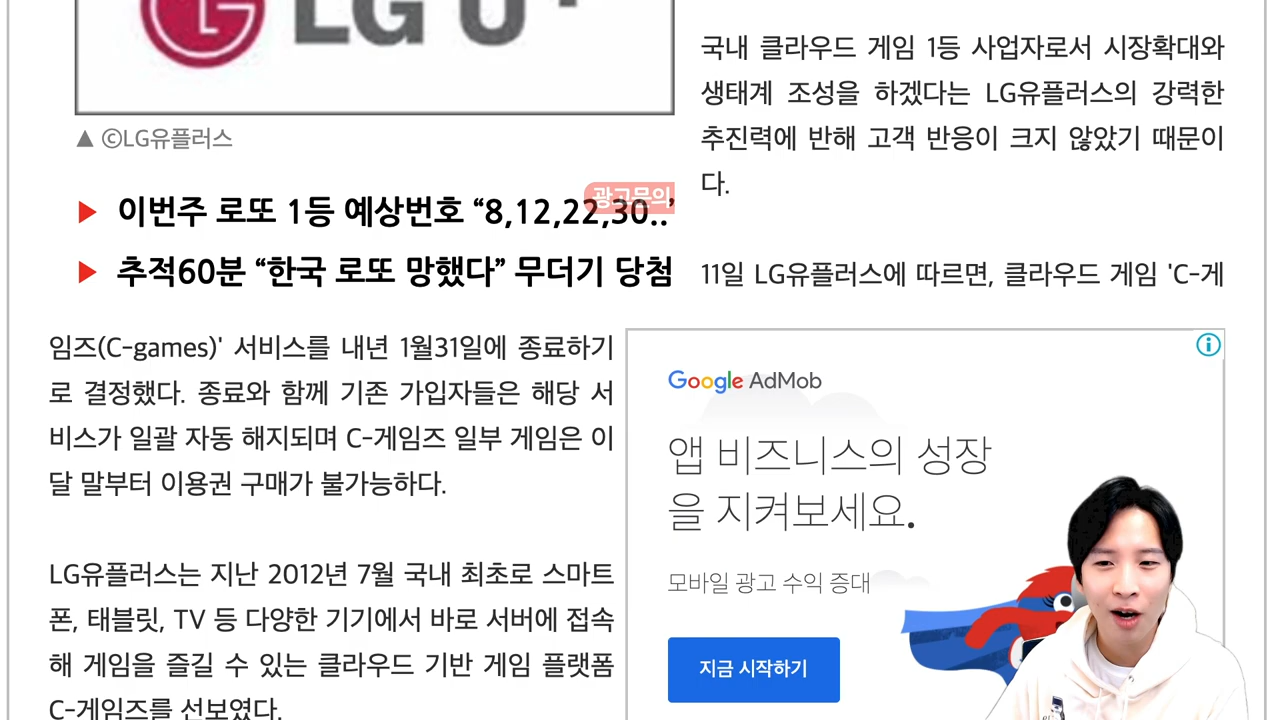 LG U+
▲ ©LG유플러스
광고문의
▶ 이번주 로또 1등 예상번호 “8,12,22,30..’
▶ 추적60분 “한국 로또 망했다” 무더기 당첨
국내 클라우드 게임 1등 사업자로서 시장확대와
생태계 조성을 하겠다는 LG유플러스의 강력한
추진력에 반해 고객 반응이 크지 않았기 때문이
다.
11일 LG유플러스에 따르면, 클라우드 게임 'C-게
임즈(C-games)' 서비스를 내년 1월31일에 종료하기
로 결정했다. 종료와 함께 기존 가입자들은 해당 서
비스가 일괄 자동 해지되며 C-게임즈 일부 게임은 이
달 말부터 이용권 구매가 불가능하다.
LG유플러스는 지난 2012년 7월 국내 최초로 스마트
폰, 태블릿, TV 등 다양한 기기에서 바로 서버에 접속
해 게임을 즐길 수 있는 클라우드 기반 게임 플랫폼
C-게임즈를 선보였다.
Google AdMob
앱 비즈니스의 성장
을 지켜보세요.
모바일 광고 수익 증대
지금 시작하기